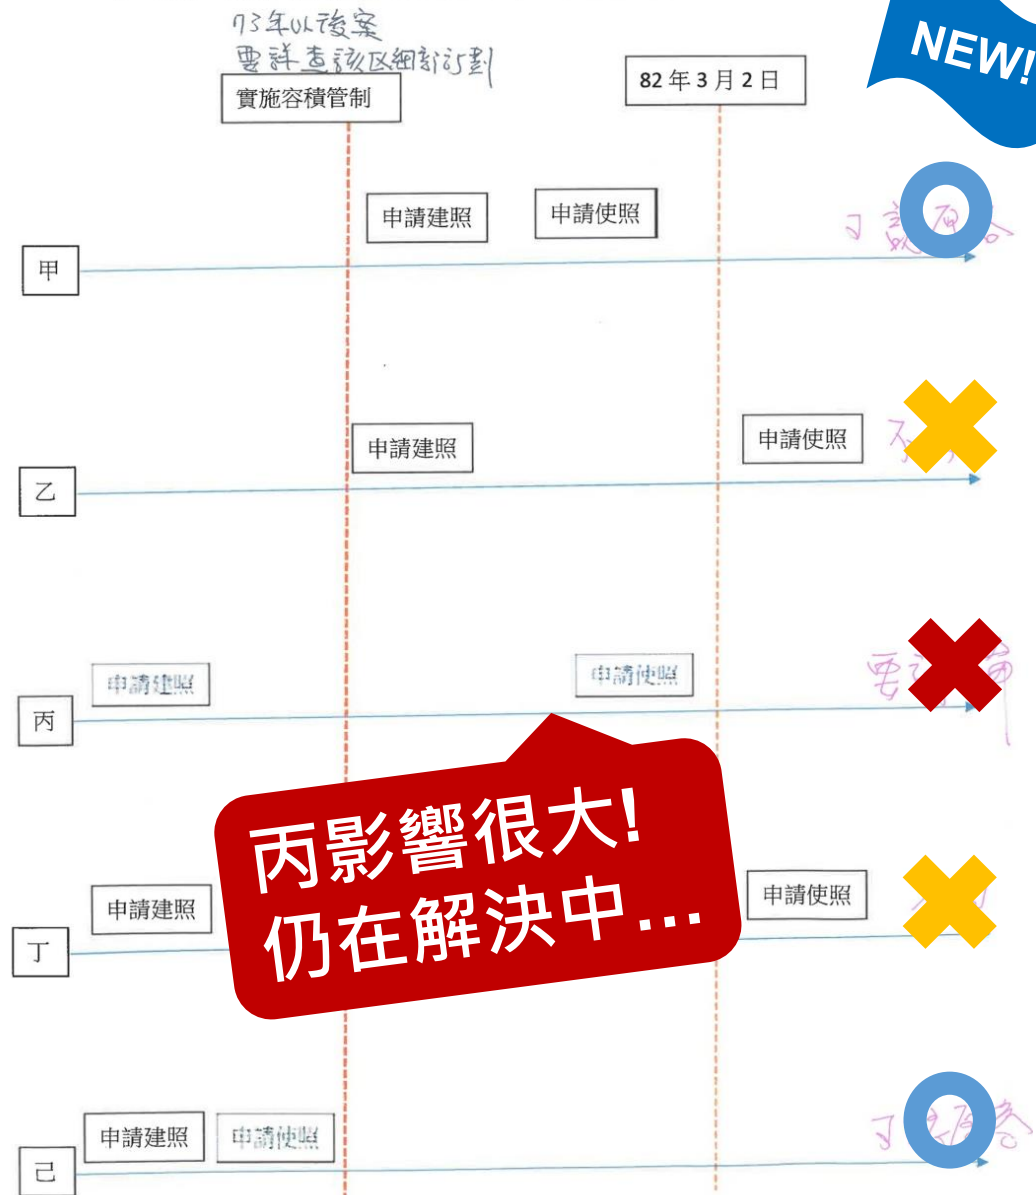 73年以後案
要詳查該区細部計劃
NEW!
實施容積管制
82年3月2日
申請建照
申請使照
甲
申請建照
申請使照
乙
申請建照
申請使照
丙
丙影響很大!
仍在解決中...
申請建照
申請使照
丁
申請建照
申請使照
己